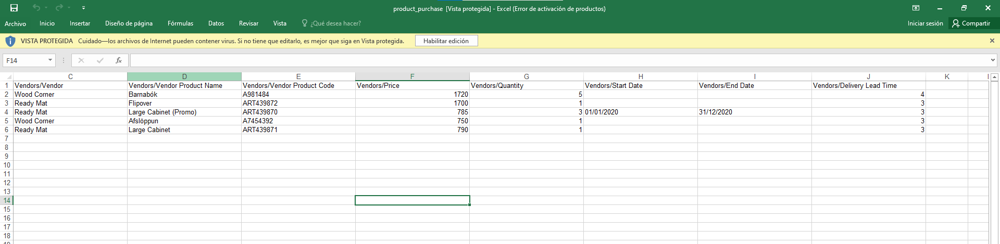 product_purchase [Vista protegida] - Excel (Error de activación de productos)
Archivo Inicio Insertar Diseño de página Fórmulas Datos Revisar Vista ¿Qué desea hacer? Iniciar sesión Compartir
VISTA PROTEGIDA Cuidado—los archivos de Internet pueden contener virus. Si no tiene que editarlo, es mejor que siga en Vista protegida. Habilitar edición
F14 fx
C D E F G H I J K
1 Vendors/Vendor Vendors/Vendor Product Name Vendors/Vendor Product Code Vendors/Price Vendors/Quantity Vendors/Start Date Vendors/End Date Vendors/Delivery Lead Time
2 Wood Corner Barnabók A981484 1720 5 4
3 Ready Mat Flipover ART439872 1700 1 3
4 Ready Mat Large Cabinet (Promo) ART439870 785 3 01/01/2020 31/12/2020 3
5 Wood Corner Afslöppun A7454392 750 1 3
6 Ready Mat Large Cabinet ART439871 790 1 3
7
8
9
10
11
12
13
14
15
16
17
18